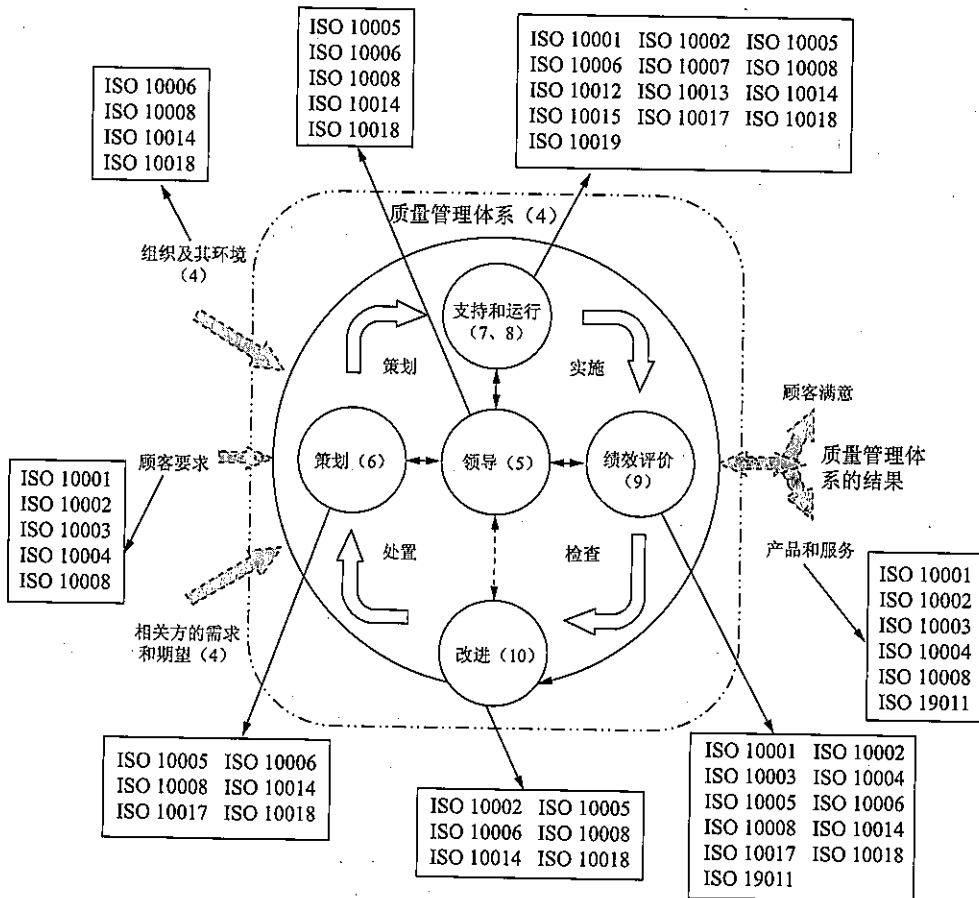 ISO 10006
ISO 10008
ISO 10014
ISO 10018
ISO 10005
ISO 10006
ISO 10008
ISO 10014
ISO 10018
ISO 10001 ISO 10002 ISO 10005
ISO 10006 ISO 10007 ISO 10008
ISO 10012 ISO 10013 ISO 10014
ISO 10015 ISO 10017 ISO 10018
ISO 10019
质量管理体系（4）
组织及其环境
（4）
支持和运行
（7、8）
策划
实施
顾客满意
顾客要求
策划（6）
领导（5）
绩效评价
（9）
质量管理体
系的结果
ISO 10001
ISO 10002
ISO 10003
ISO 10004
ISO 10008
处置
检查
产品和服务
相关方的需求
和期望（4）
改进（10）
ISO 10001
ISO 10002
ISO 10003
ISO 10004
ISO 10008
ISO 19011
ISO 10005 ISO 10006
ISO 10008 ISO 10014
ISO 10017 ISO 10018
ISO 10002 ISO 10005
ISO 10006 ISO 10008
ISO 10014 ISO 10018
ISO 10001 ISO 10002
ISO 10003 ISO 10004
ISO 10005 ISO 10006
ISO 10008 ISO 10014
ISO 10017 ISO 10018
ISO 19011